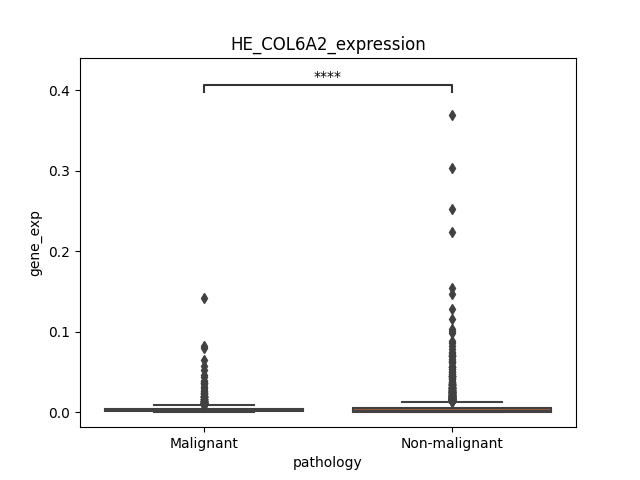 HE_COL6A2_expression
****
0.4
0.3
0.2
0.1
0.0
gene_exp
Malignant
Non-malignant
pathology